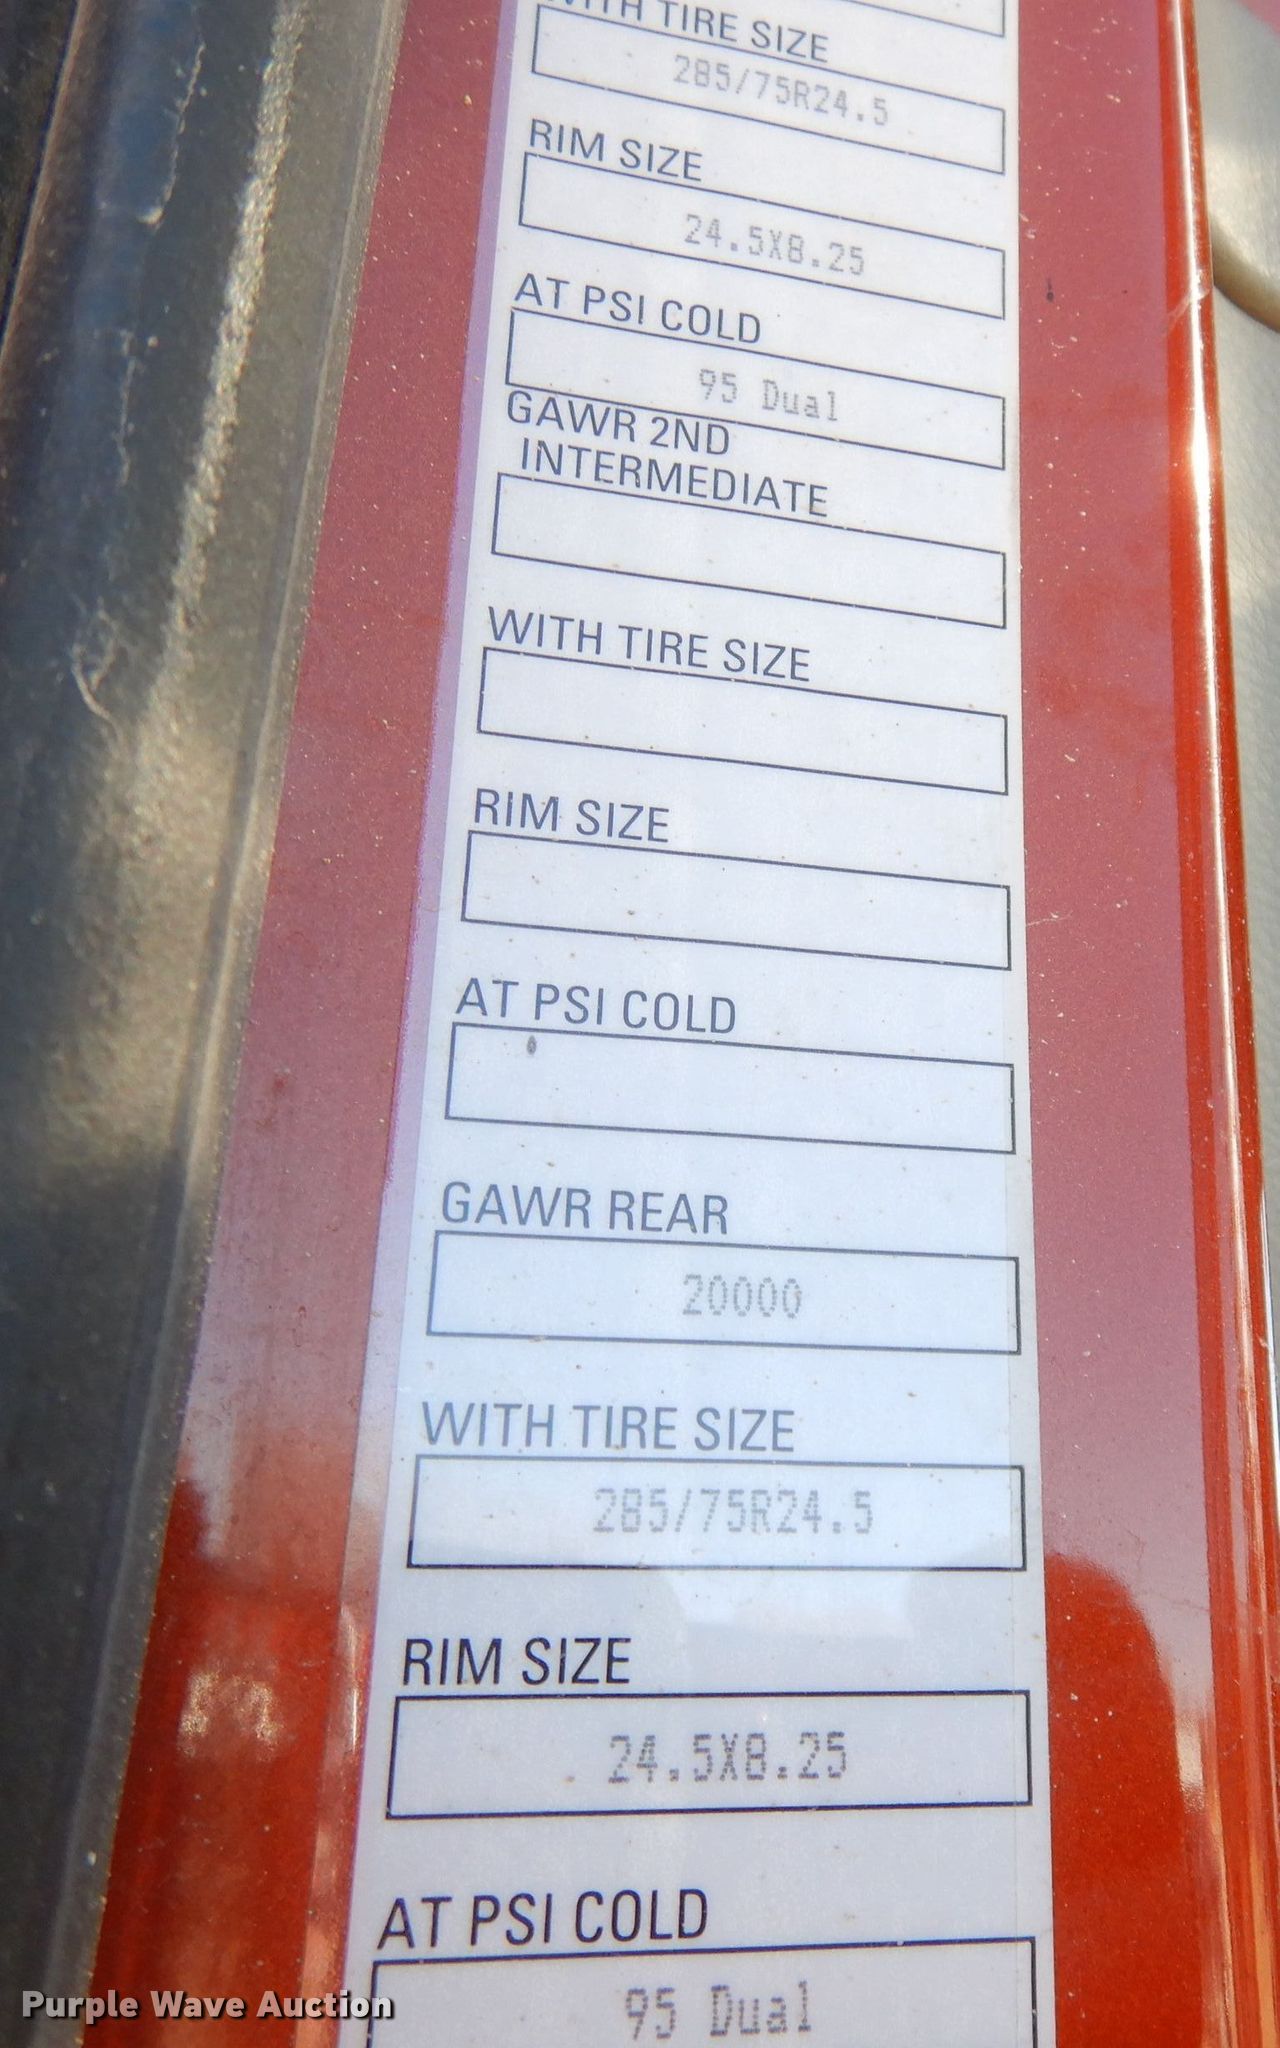 WITH TIRE SIZE
285/75R24.5
RIM SIZE
24.5X8.25
AT PSI COLD
95 Dual
GAWR 2ND
INTERMEDIATE
WITH TIRE SIZE
RIM SIZE
AT PSI COLD
GAWR REAR
20000
WITH TIRE SIZE
285/75R24.5
RIM SIZE
24.5X8.25
AT PSI COLD
95 Dual
Purple Wave Auction